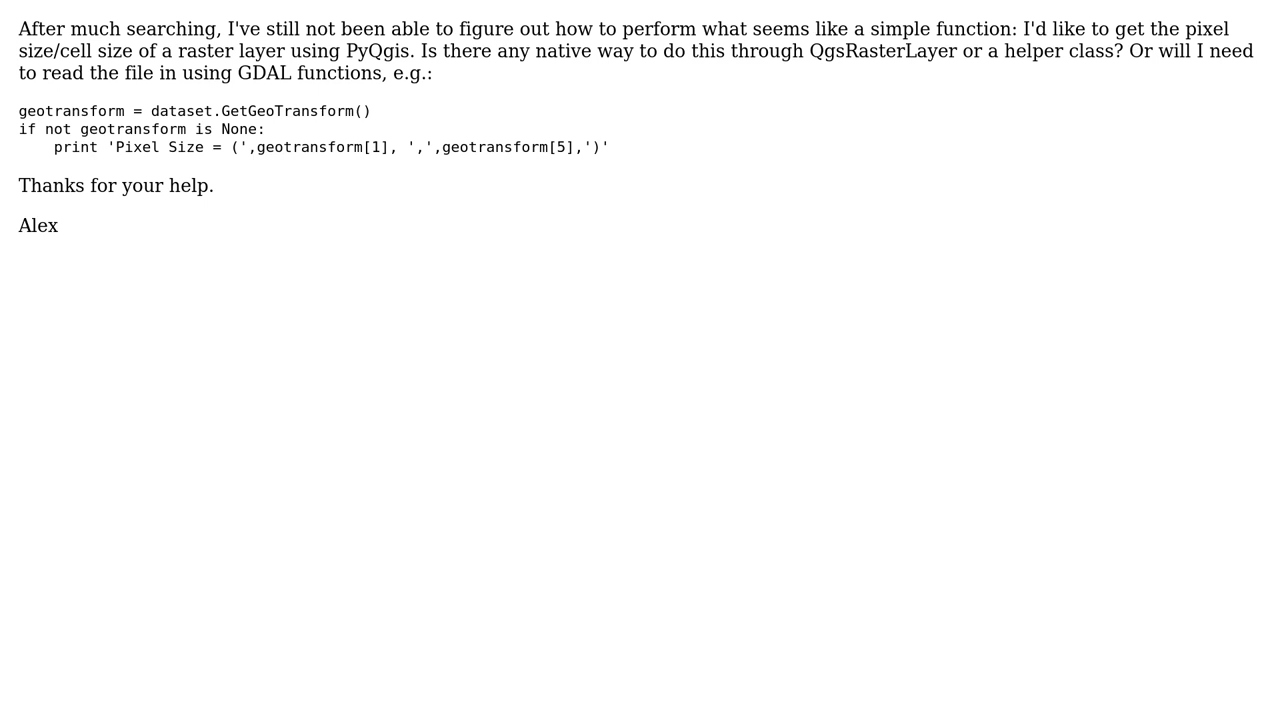 After much searching, I've still not been able to figure out how to perform what seems like a simple function: I'd like to get the pixel
size/cell size of a raster layer using PyQgis. Is there any native way to do this through QgsRasterLayer or a helper class? Or will I need
to read the file in using GDAL functions, e.g.:
geotransform = dataset.GetGeoTransform()
if not geotransform is None:
    print 'Pixel Size = (',geotransform[1], ',',geotransform[5],')'
Thanks for your help.
Alex